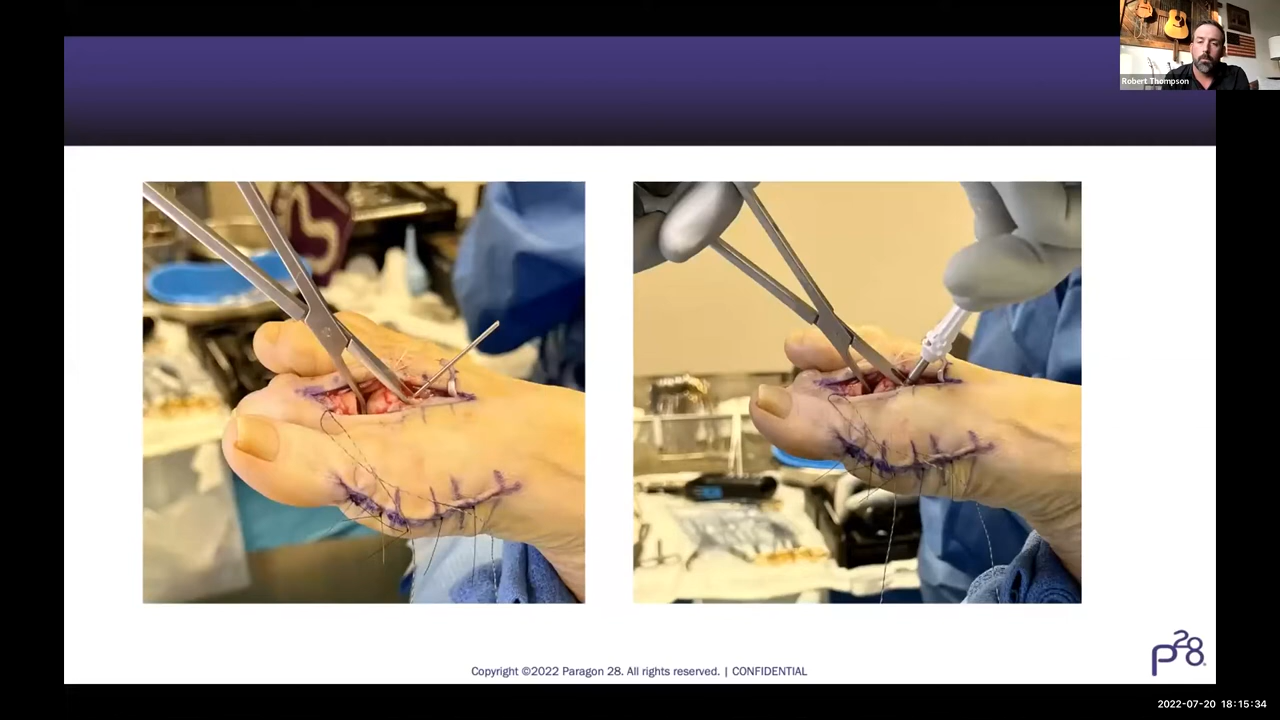 Robert Thompson
Copyright ©2022 Paragon 28. All rights reserved. | CONFIDENTIAL
P28
2022-07-20 18:15:34